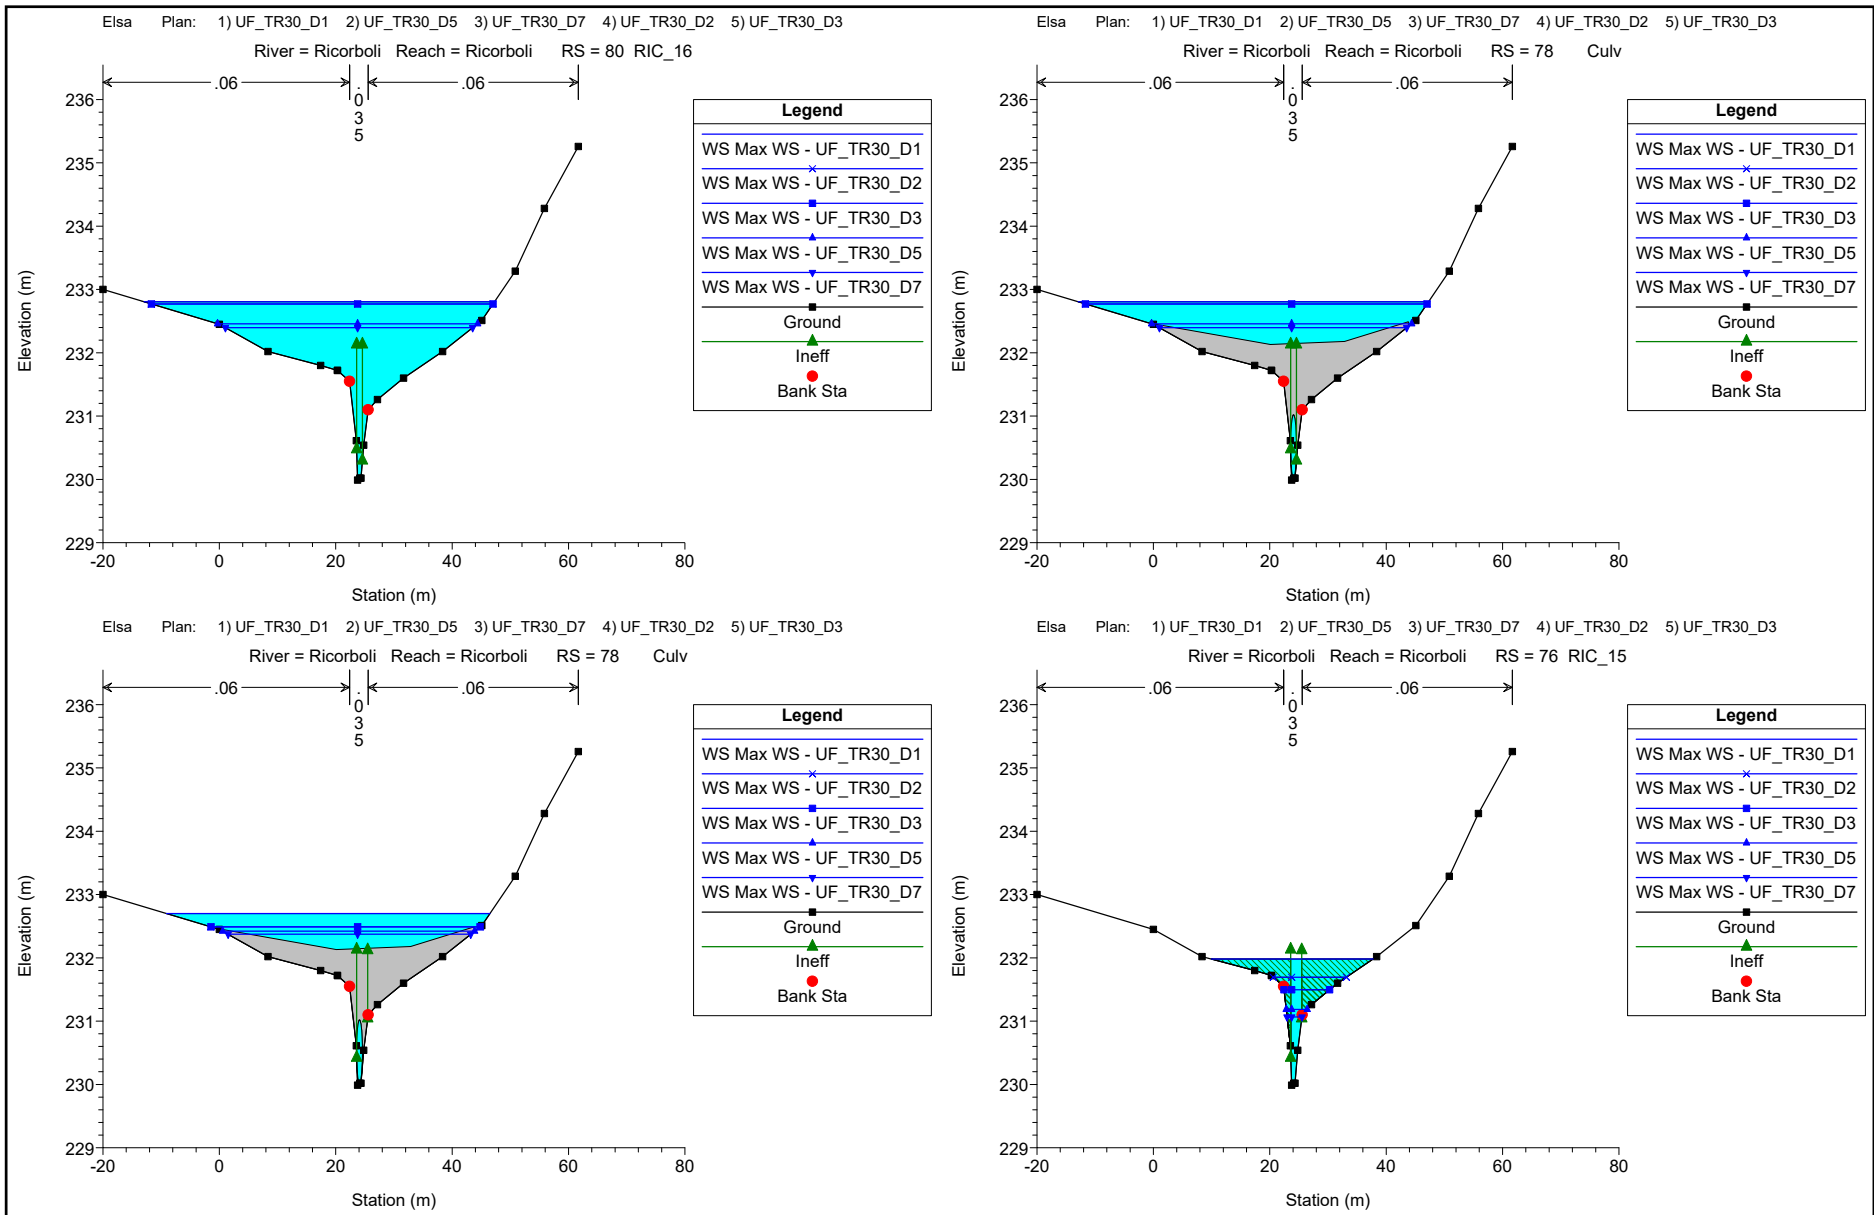 Elsa Plan: 1) UF_TR30_D1 2) UF_TR30_D5 3) UF_TR30_D7 4) UF_TR30_D2 5) UF_TR30_D3
River = Ricorboli Reach = Ricorboli RS = 80 RIC_16
.06
.035
.06
236
235
234
233
232
231
230
229
-20 0 20 40 60 80
Elevation (m)
Station (m)
Legend
WS Max WS - UF_TR30_D1
WS Max WS - UF_TR30_D2
WS Max WS - UF_TR30_D3
WS Max WS - UF_TR30_D5
WS Max WS - UF_TR30_D7
Ground
Ineff
Bank Sta
Elsa Plan: 1) UF_TR30_D1 2) UF_TR30_D5 3) UF_TR30_D7 4) UF_TR30_D2 5) UF_TR30_D3
River = Ricorboli Reach = Ricorboli RS = 78 Culv
.06
.035
.06
236
235
234
233
232
231
230
229
-20 0 20 40 60 80
Elevation (m)
Station (m)
Legend
WS Max WS - UF_TR30_D1
WS Max WS - UF_TR30_D2
WS Max WS - UF_TR30_D3
WS Max WS - UF_TR30_D5
WS Max WS - UF_TR30_D7
Ground
Ineff
Bank Sta
Elsa Plan: 1) UF_TR30_D1 2) UF_TR30_D5 3) UF_TR30_D7 4) UF_TR30_D2 5) UF_TR30_D3
River = Ricorboli Reach = Ricorboli RS = 78 Culv
.06
.035
.06
236
235
234
233
232
231
230
229
-20 0 20 40 60 80
Elevation (m)
Station (m)
Legend
WS Max WS - UF_TR30_D1
WS Max WS - UF_TR30_D2
WS Max WS - UF_TR30_D3
WS Max WS - UF_TR30_D5
WS Max WS - UF_TR30_D7
Ground
Ineff
Bank Sta
Elsa Plan: 1) UF_TR30_D1 2) UF_TR30_D5 3) UF_TR30_D7 4) UF_TR30_D2 5) UF_TR30_D3
River = Ricorboli Reach = Ricorboli RS = 76 RIC_15
.06
.035
.06
236
235
234
233
232
231
230
229
-20 0 20 40 60 80
Elevation (m)
Station (m)
Legend
WS Max WS - UF_TR30_D1
WS Max WS - UF_TR30_D2
WS Max WS - UF_TR30_D3
WS Max WS - UF_TR30_D5
WS Max WS - UF_TR30_D7
Ground
Ineff
Bank Sta